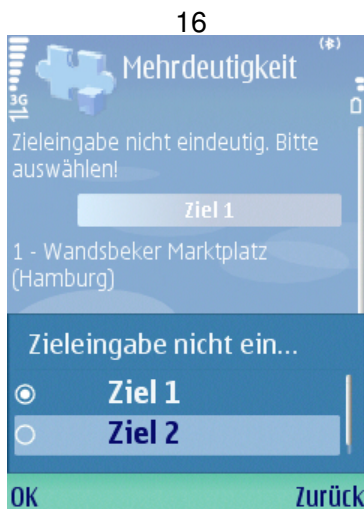 16
Mehrdeutigkeit
3G
Zieleingabe nicht eindeutig. Bitte
auswählen!
Ziel 1
1 - Wandsbeker Marktplatz
(Hamburg)
Zieleingabe nicht ein...
Ziel 1
Ziel 2
OK Zurück